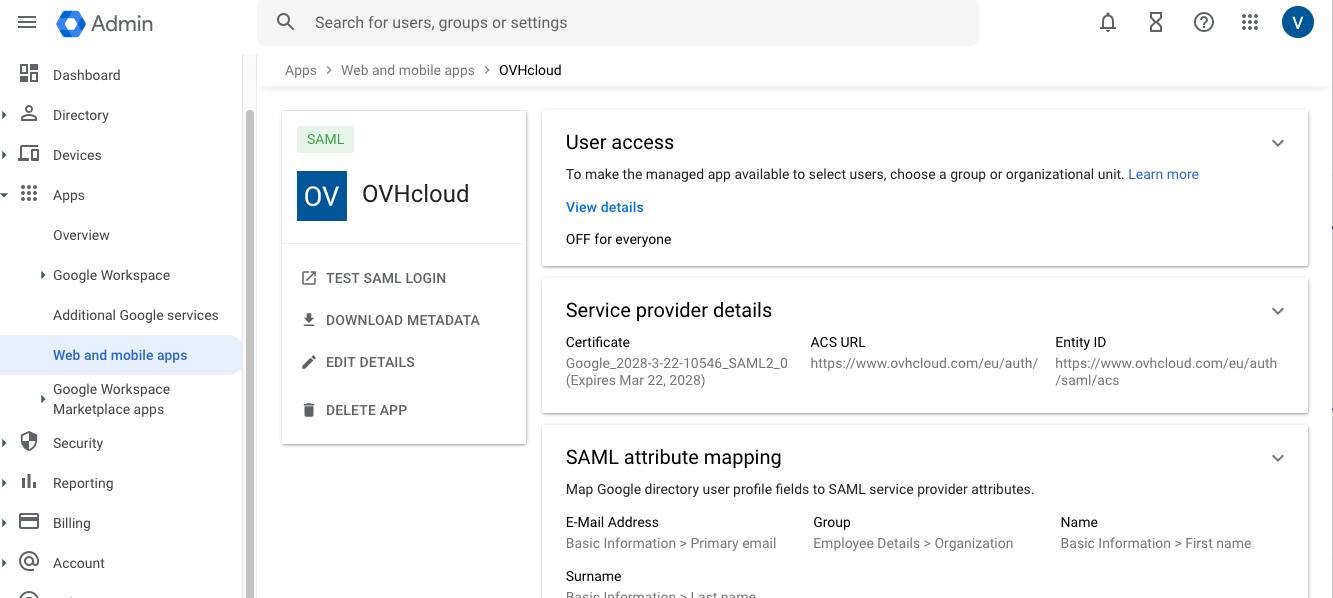 Admin
Search for users, groups or settings
V
Dashboard
Directory
Devices
Apps
Overview
Google Workspace
Additional Google services
Web and mobile apps
Google Workspace
Marketplace apps
Security
Reporting
Billing
Account
Apps > Web and mobile apps > OVHcloud
SAML
OV OVHcloud
TEST SAML LOGIN
DOWNLOAD METADATA
EDIT DETAILS
DELETE APP
User access
To make the managed app available to select users, choose a group or organizational unit. Learn more
View details
OFF for everyone
Service provider details
Certificate
Google_2028-3-22-10546_SAML2_0
(Expires Mar 22, 2028)
ACS URL
https://www.ovhcloud.com/eu/auth/
Entity ID
https://www.ovhcloud.com/eu/auth
/saml/acs
SAML attribute mapping
Map Google directory user profile fields to SAML service provider attributes.
E-Mail Address
Basic Information > Primary email
Group
Employee Details > Organization
Name
Basic Information > First name
Surname
Basic Information > Last name